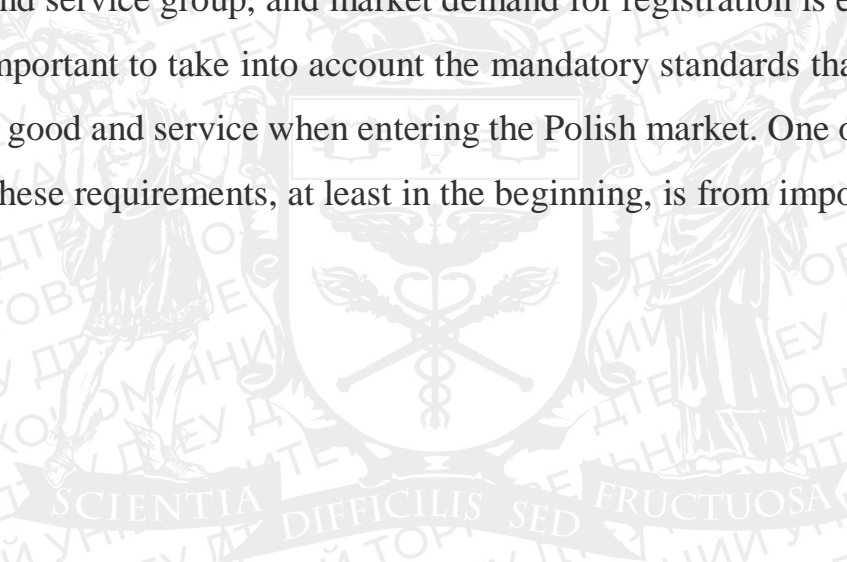 nd service group, and market demand for registration is e
mportant to take into account the mandatory standards tha
good and service when entering the Polish market. One o
hese requirements, at least in the beginning, is from impo
SCIENTIA DIFFICILIS SED FRUCTUOSA